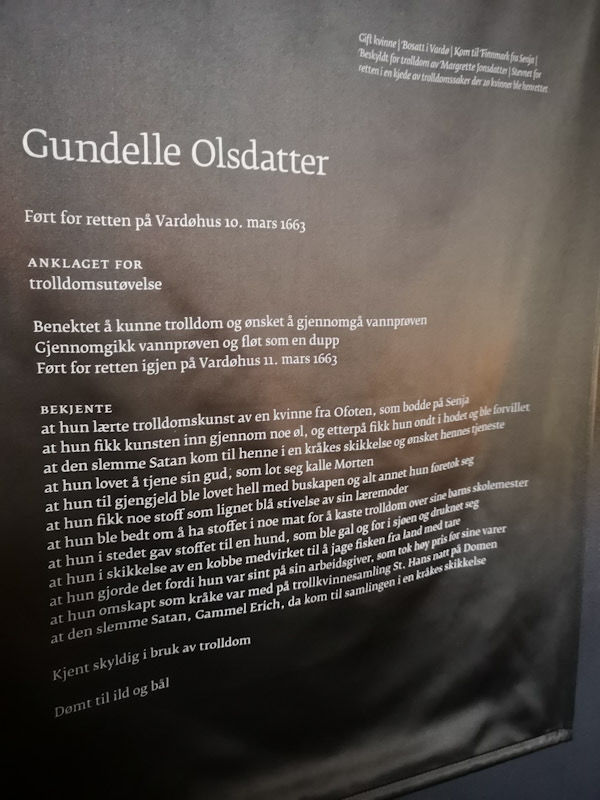 Gift kvinne | Bosatt i Vardø | Kom til Finnmark fra Senja |
Beskyldt for trolldom av Margrette Jonsdatter | Stevnet for
retten i en kjede av trolldomssaker der 20 kvinner ble henrettet
Gundelle Olsdatter
Ført for retten på Vardøhus 10. mars 1663
ANKLAGET FOR
trolldomsutøvelse
Benektet å kunne trolldom og ønsket å gjennomgå vannprøven
Gjennomgikk vannprøven og fløt som en dupp
Ført for retten igjen på Vardøhus 11. mars 1663
BEKJENTE
at hun lærte trolldomskunst av en kvinne fra Ofoten, som bodde på Senja
at hun fikk kunsten inn gjennom noe øl, og etterpå fikk hun ondt i hodet og ble forvillet
at den slemme Satan kom til henne i en kråkes skikkelse og ønsket hennes tjeneste
at hun lovet å tjene sin gud, som lot seg kalle Morten
at hun til gjengjeld ble lovet hell med buskapen og alt annet hun foretok seg
at hun fikk noe stoff som lignet blå stivelse av sin læremoder
at hun ble bedt om å ha stoffet i noe mat for å kaste trolldom over sine barns skolemester
at hun i stedet gav stoffet til en hund, som ble gal og for i sjøen og druknet seg
at hun i skikkelse av en kobbe medvirket til å jage fisken fra land med tare
at hun gjorde det fordi hun var sint på sin arbeidsgiver, som tok høy pris for sine varer
at hun omskapt som kråke var med på trollkvinnesamling St. Hans natt på Domen
at den slemme Satan, Gammel Erich, da kom til samlingen i en kråkes skikkelse
Kjent skyldig i bruk av trolldom
Dømt til ild og bål